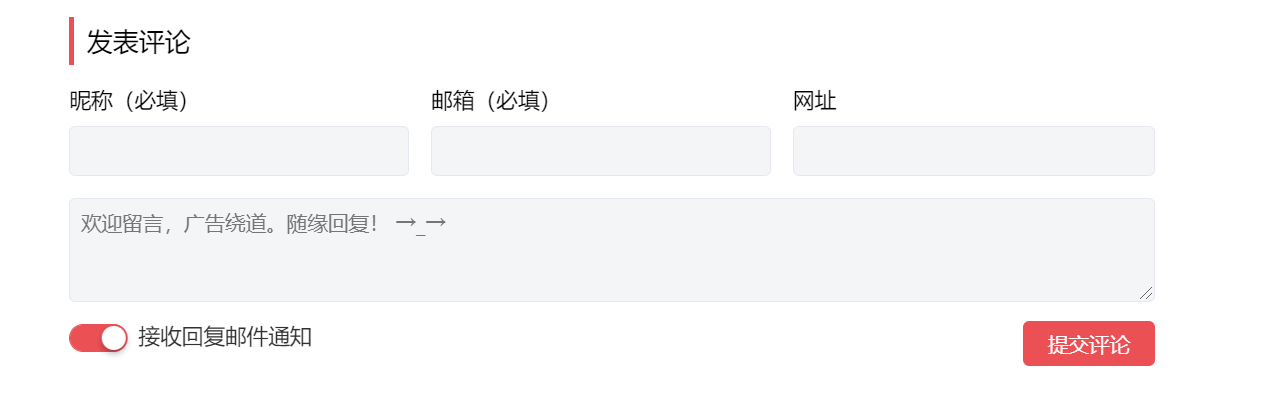 发表评论
昵称（必填） 邮箱（必填） 网址
欢迎留言，广告绕道。随缘回复！ →_→
接收回复邮件通知 提交评论